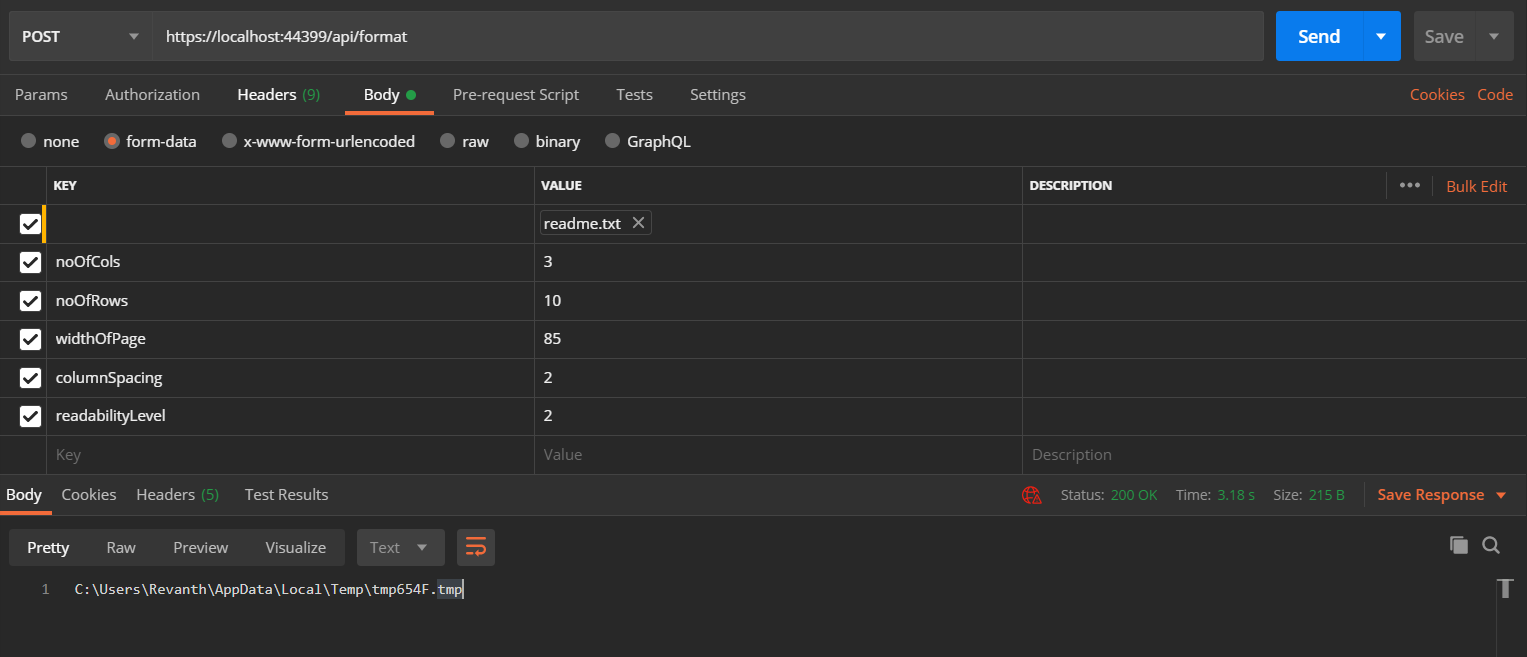 POST https://localhost:44399/api/format Send Save
Params Authorization Headers (9) Body Pre-request Script Tests Settings Cookies Code
none form-data x-www-form-urlencoded raw binary GraphQL
KEY VALUE DESCRIPTION ••• Bulk Edit
readme.txt
noOfCols 3
noOfRows 10
widthOfPage 85
columnSpacing 2
readabilityLevel 2
Key Value Description
Body Cookies Headers (5) Test Results Status: 200 OK Time: 3.18 s Size: 215 B Save Response
Pretty Raw Preview Visualize Text
1 C:\Users\Revanth\AppData\Local\Temp\tmp654F.tmp